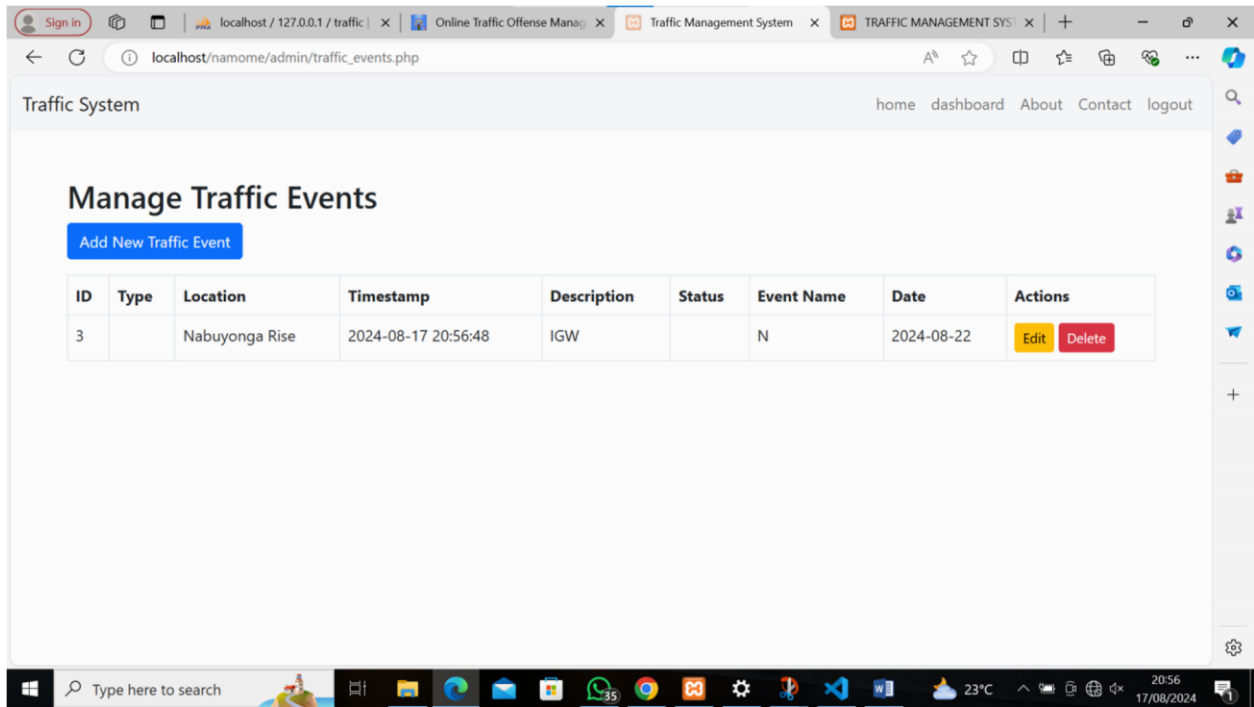 Sign in
localhost / 127.0.0.1 / traffic |
Online Traffic Offense Manag
Traffic Management System
TRAFFIC MANAGEMENT SYST
localhost/namome/admin/traffic_events.php
Traffic System
home dashboard About Contact logout
Manage Traffic Events
Add New Traffic Event
ID Type Location Timestamp Description Status Event Name Date Actions
3 Nabuyonga Rise 2024-08-17 20:56:48 IGW N 2024-08-22 Edit Delete
Type here to search
35
23°C
20:56
17/08/2024
1